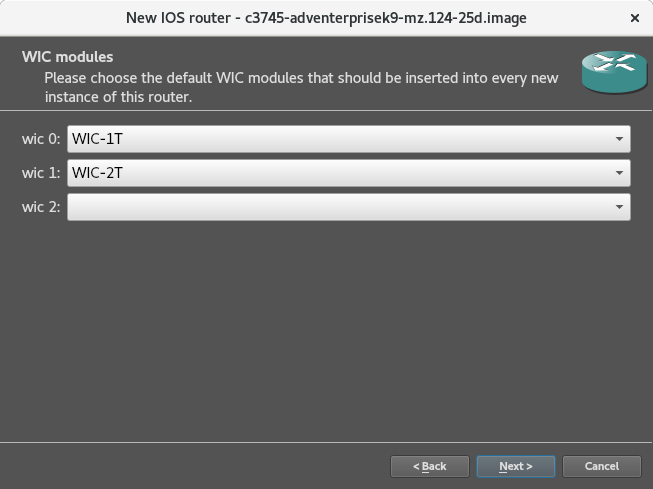 New IOS router - c3745-adventerprisek9-mz.124-25d.image
WIC modules
Please choose the default WIC modules that should be inserted into every new
instance of this router.
wic 0: WIC-1T
wic 1: WIC-2T
wic 2:
< Back Next > Cancel